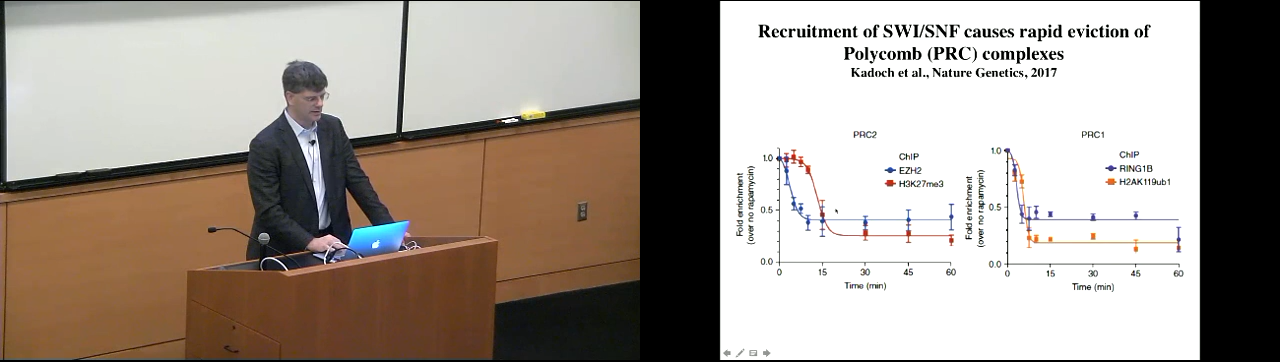 Recruitment of SWI/SNF causes rapid eviction of
Polycomb (PRC) complexes
Kadoch et al., Nature Genetics, 2017
PRC2
ChIP
EZH2
H3K27me3
Fold enrichment
(over no rapamycin)
1.0
0.5
0.0
0
15
30
45
60
Time (min)
PRC1
ChIP
RING1B
H2AK119ub1
Fold enrichment
(over no rapamycin)
1.0
0.5
0.0
0
15
30
45
60
Time (min)